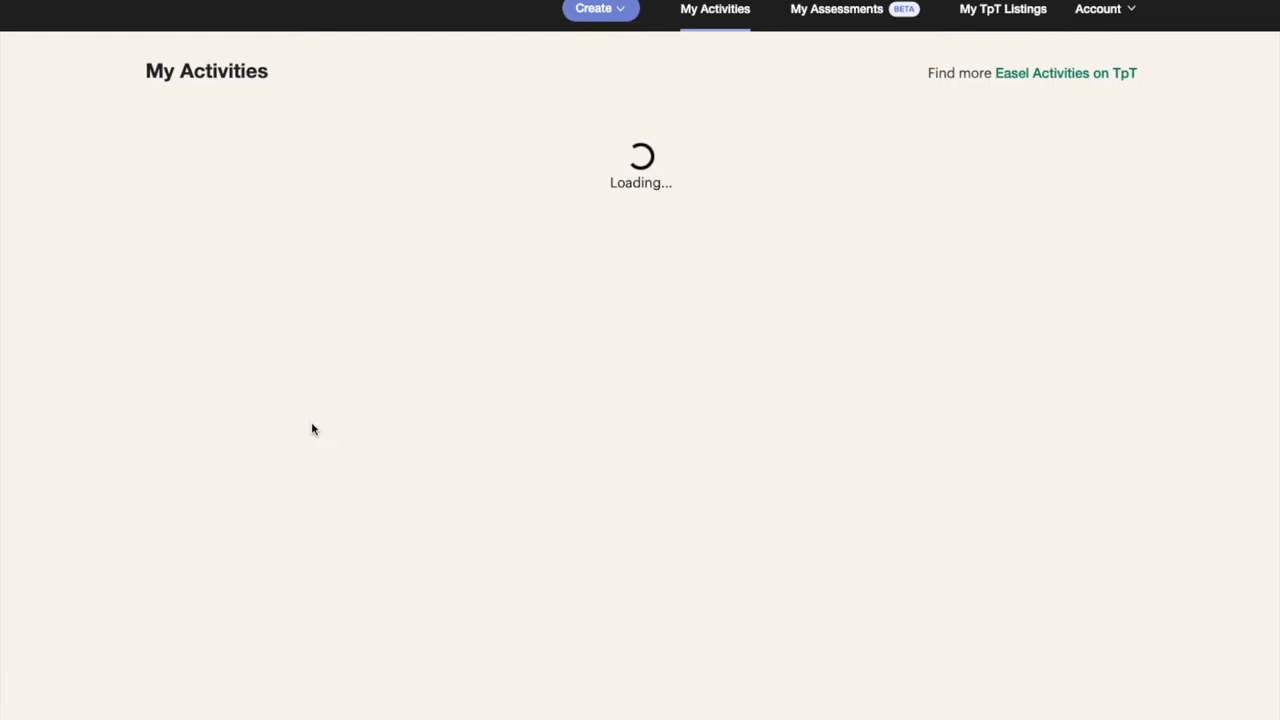 Create My Activities My Assessments BETA My TpT Listings Account
My Activities Find more Easel Activities on TpT
Loading...